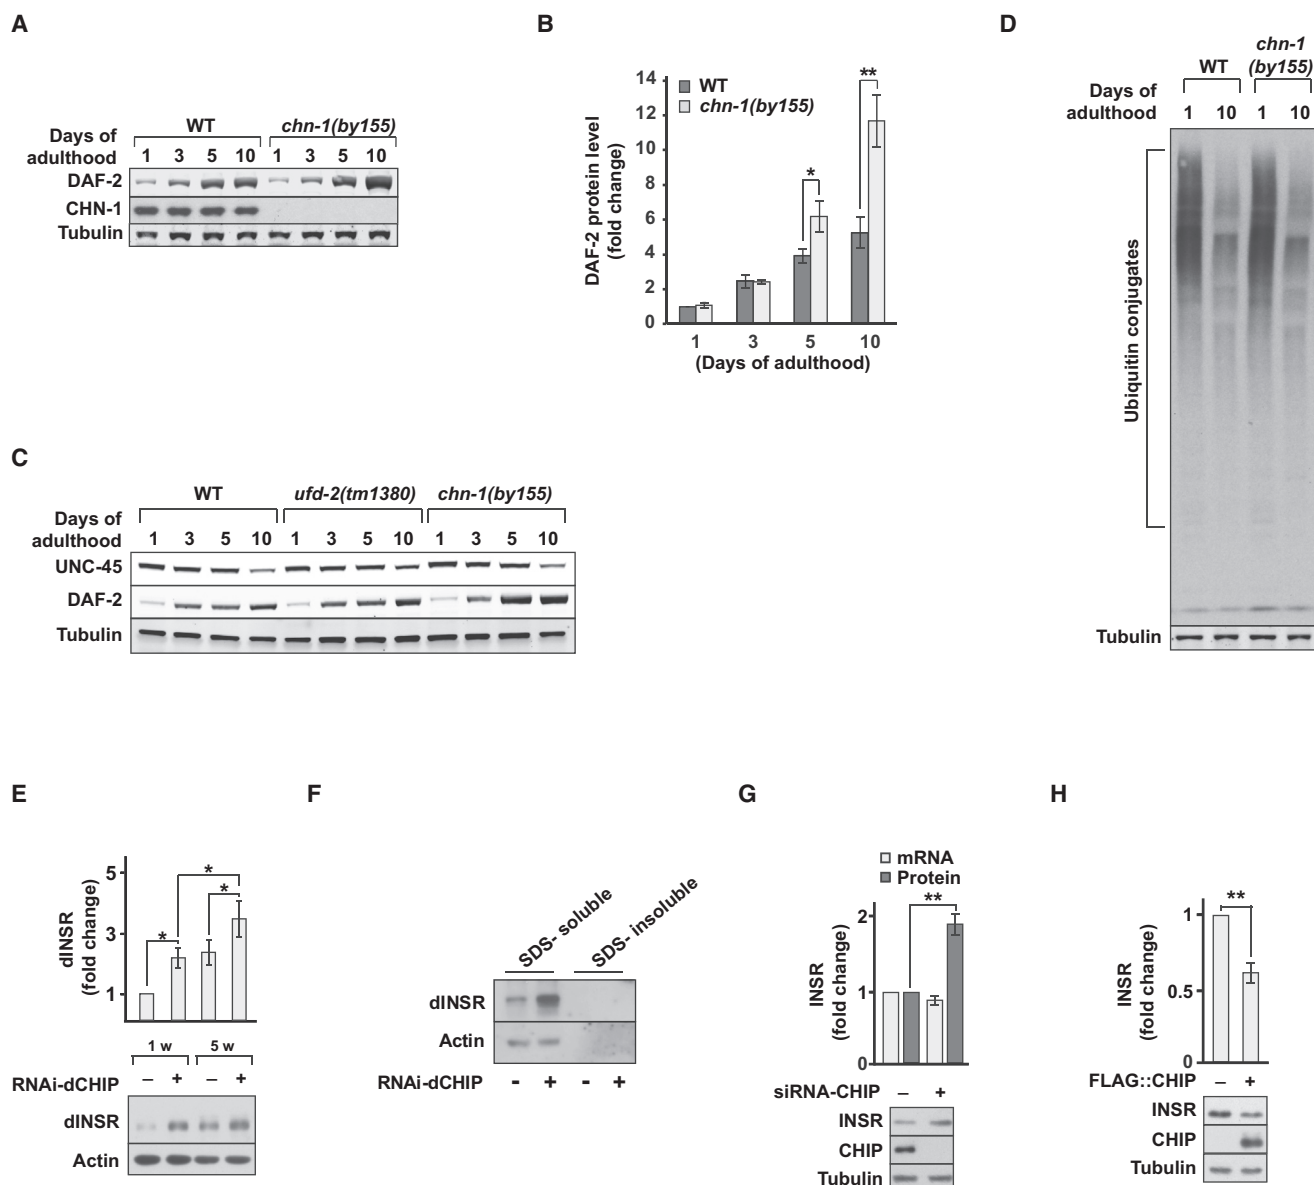 A
WT
chn-1(by155)
Days of
adulthood
1 3 5 10 1 3 5 10
DAF-2
CHN-1
Tubulin
B
WT
chn-1(by155)
DAF-2 protein level
(fold change)
14
12
10
8
6
4
2
0
*
**
1 3 5 10
(Days of adulthood)
C
WT
ufd-2(tm1380)
chn-1(by155)
Days of
adulthood
1 3 5 10 1 3 5 10 1 3 5 10
UNC-45
DAF-2
Tubulin
D
WT
chn-1
(by155)
Days of
adulthood
1 10 1 10
Ubiquitin conjugates
Tubulin
E
dINSR
(fold change)
5
3
1
*
*
*
1 w 5 w
RNAi-dCHIP – + – +
dINSR
Actin
F
SDS- soluble
SDS- insoluble
dINSR
Actin
RNAi-dCHIP - + - +
G
mRNA
Protein
INSR
(fold change)
2
1
0
**
siRNA-CHIP – +
INSR
CHIP
Tubulin
H
INSR
(fold change)
1
0.5
0
**
FLAG::CHIP – +
INSR
CHIP
Tubulin